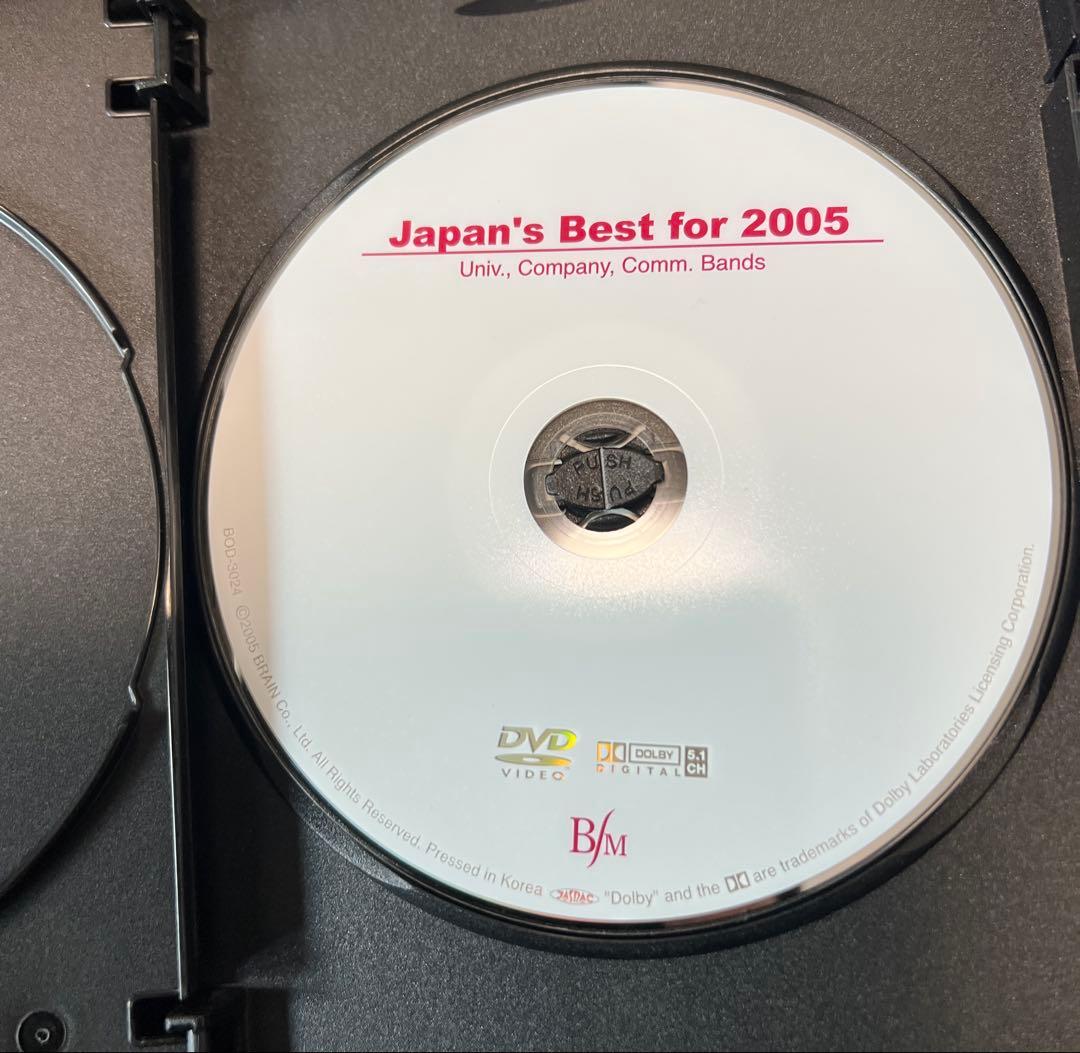 Japan's Best for 2005
Univ., Company, Comm. Bands
PUSH
PUSH
DVD
VIDEO
DOLBY
DIGITAL
5.1
CH
B/M
BOD-3024 ©2005 BRAIN Co., Ltd. All Rights Reserved. Pressed in Korea JASRAC "Dolby" and the DD are trademarks of Dolby Laboratories Licensing Corporation.